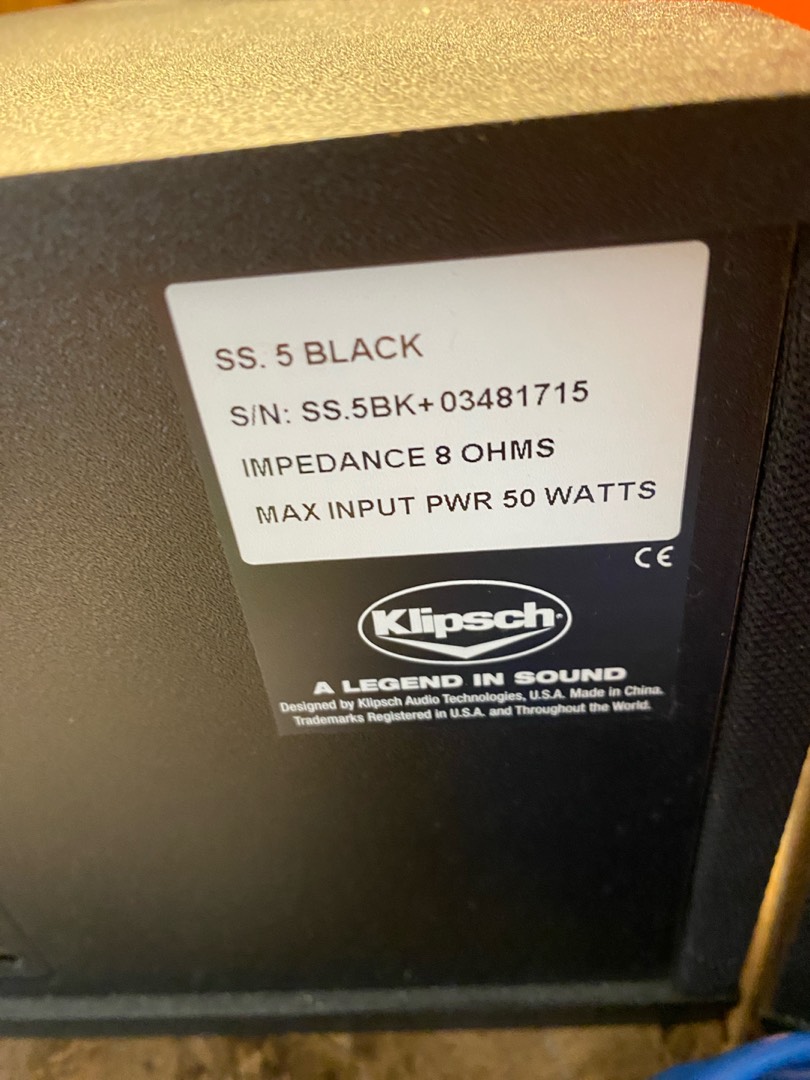 SS. 5 BLACK
S/N: SS.5BK+03481715
IMPEDANCE 8 OHMS
MAX INPUT PWR 50 WATTS
CE
Klipsch
A LEGEND IN SOUND
Designed by Klipsch Audio Technologies, U.S.A. Made in China.
Trademarks Registered in U.S.A. and Throughout the World.